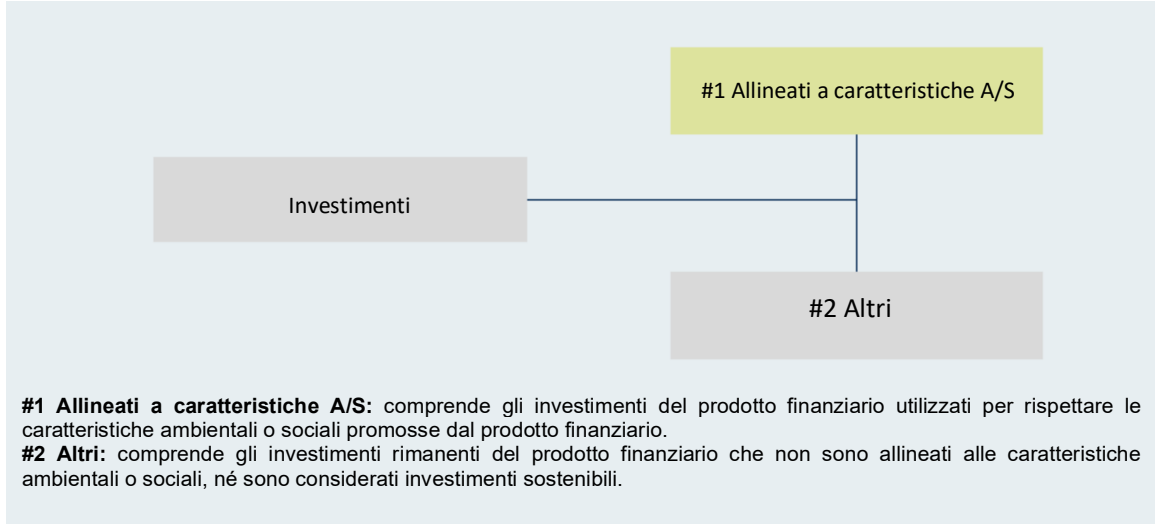 #1 Allineati a caratteristiche A/S
Investimenti
#2 Altri
#1 Allineati a caratteristiche A/S: comprende gli investimenti del prodotto finanziario utilizzati per rispettare le
caratteristiche ambientali o sociali promosse dal prodotto finanziario.
#2 Altri: comprende gli investimenti rimanenti del prodotto finanziario che non sono allineati alle caratteristiche
ambientali o sociali, né sono considerati investimenti sostenibili.